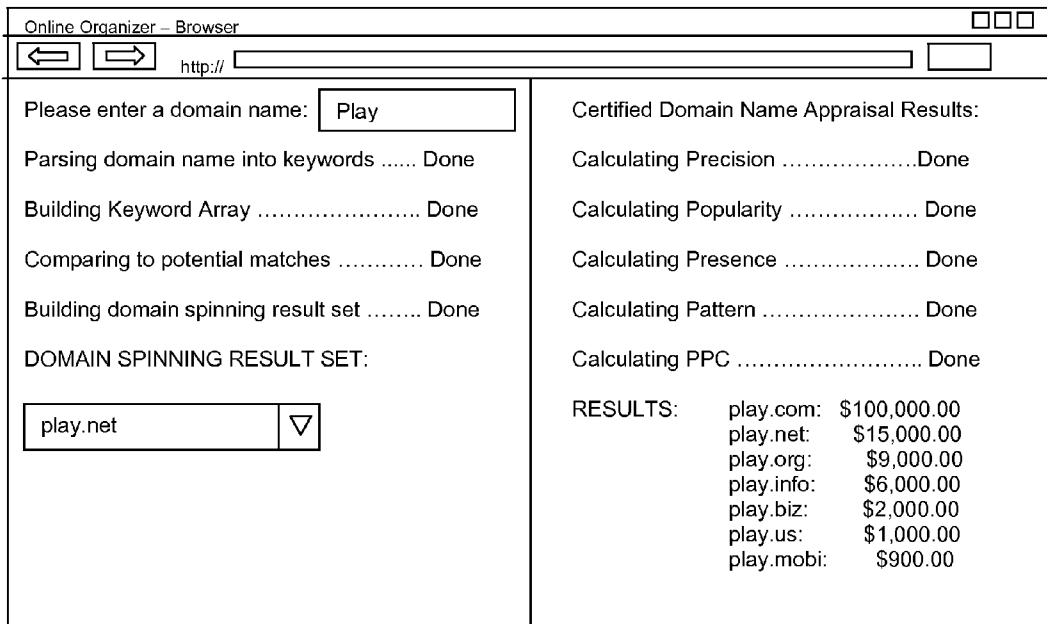 Online Organizer – Browser
http://
Please enter a domain name: Play
Parsing domain name into keywords ...... Done
Building Keyword Array ........................ Done
Comparing to potential matches ............ Done
Building domain spinning result set ........ Done
DOMAIN SPINNING RESULT SET:
play.net
Certified Domain Name Appraisal Results:
Calculating Precision ...................Done
Calculating Popularity .................. Done
Calculating Presence ................... Done
Calculating Pattern ...................... Done
Calculating PPC .......................... Done
RESULTS: play.com: $100,000.00
play.net: $15,000.00
play.org: $9,000.00
play.info: $6,000.00
play.biz: $2,000.00
play.us: $1,000.00
play.mobi: $900.00